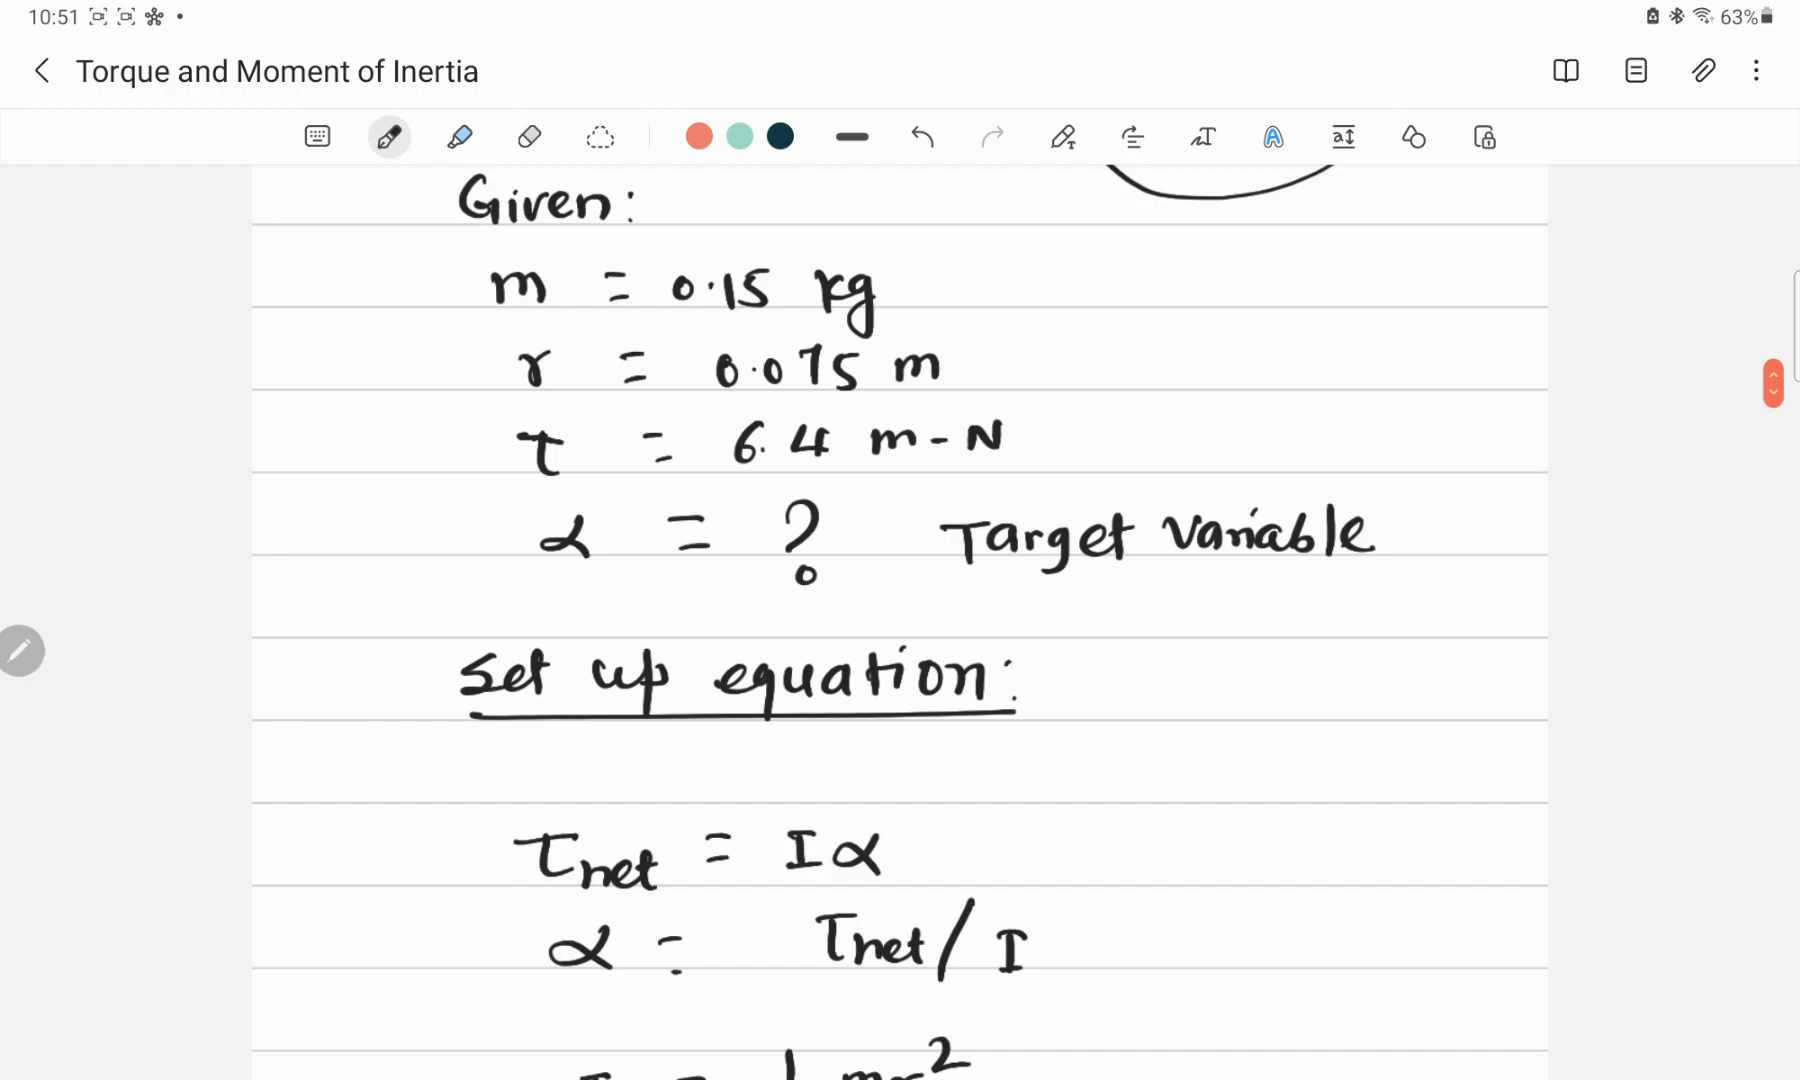 10:51
63%
Torque and Moment of Inertia
Given:
m = 0.15 kg
r = 0.075 m
τ = 6.4 m-N
α = ? Target variable
Set up equation:
τnet = Iα
α = τnet / I